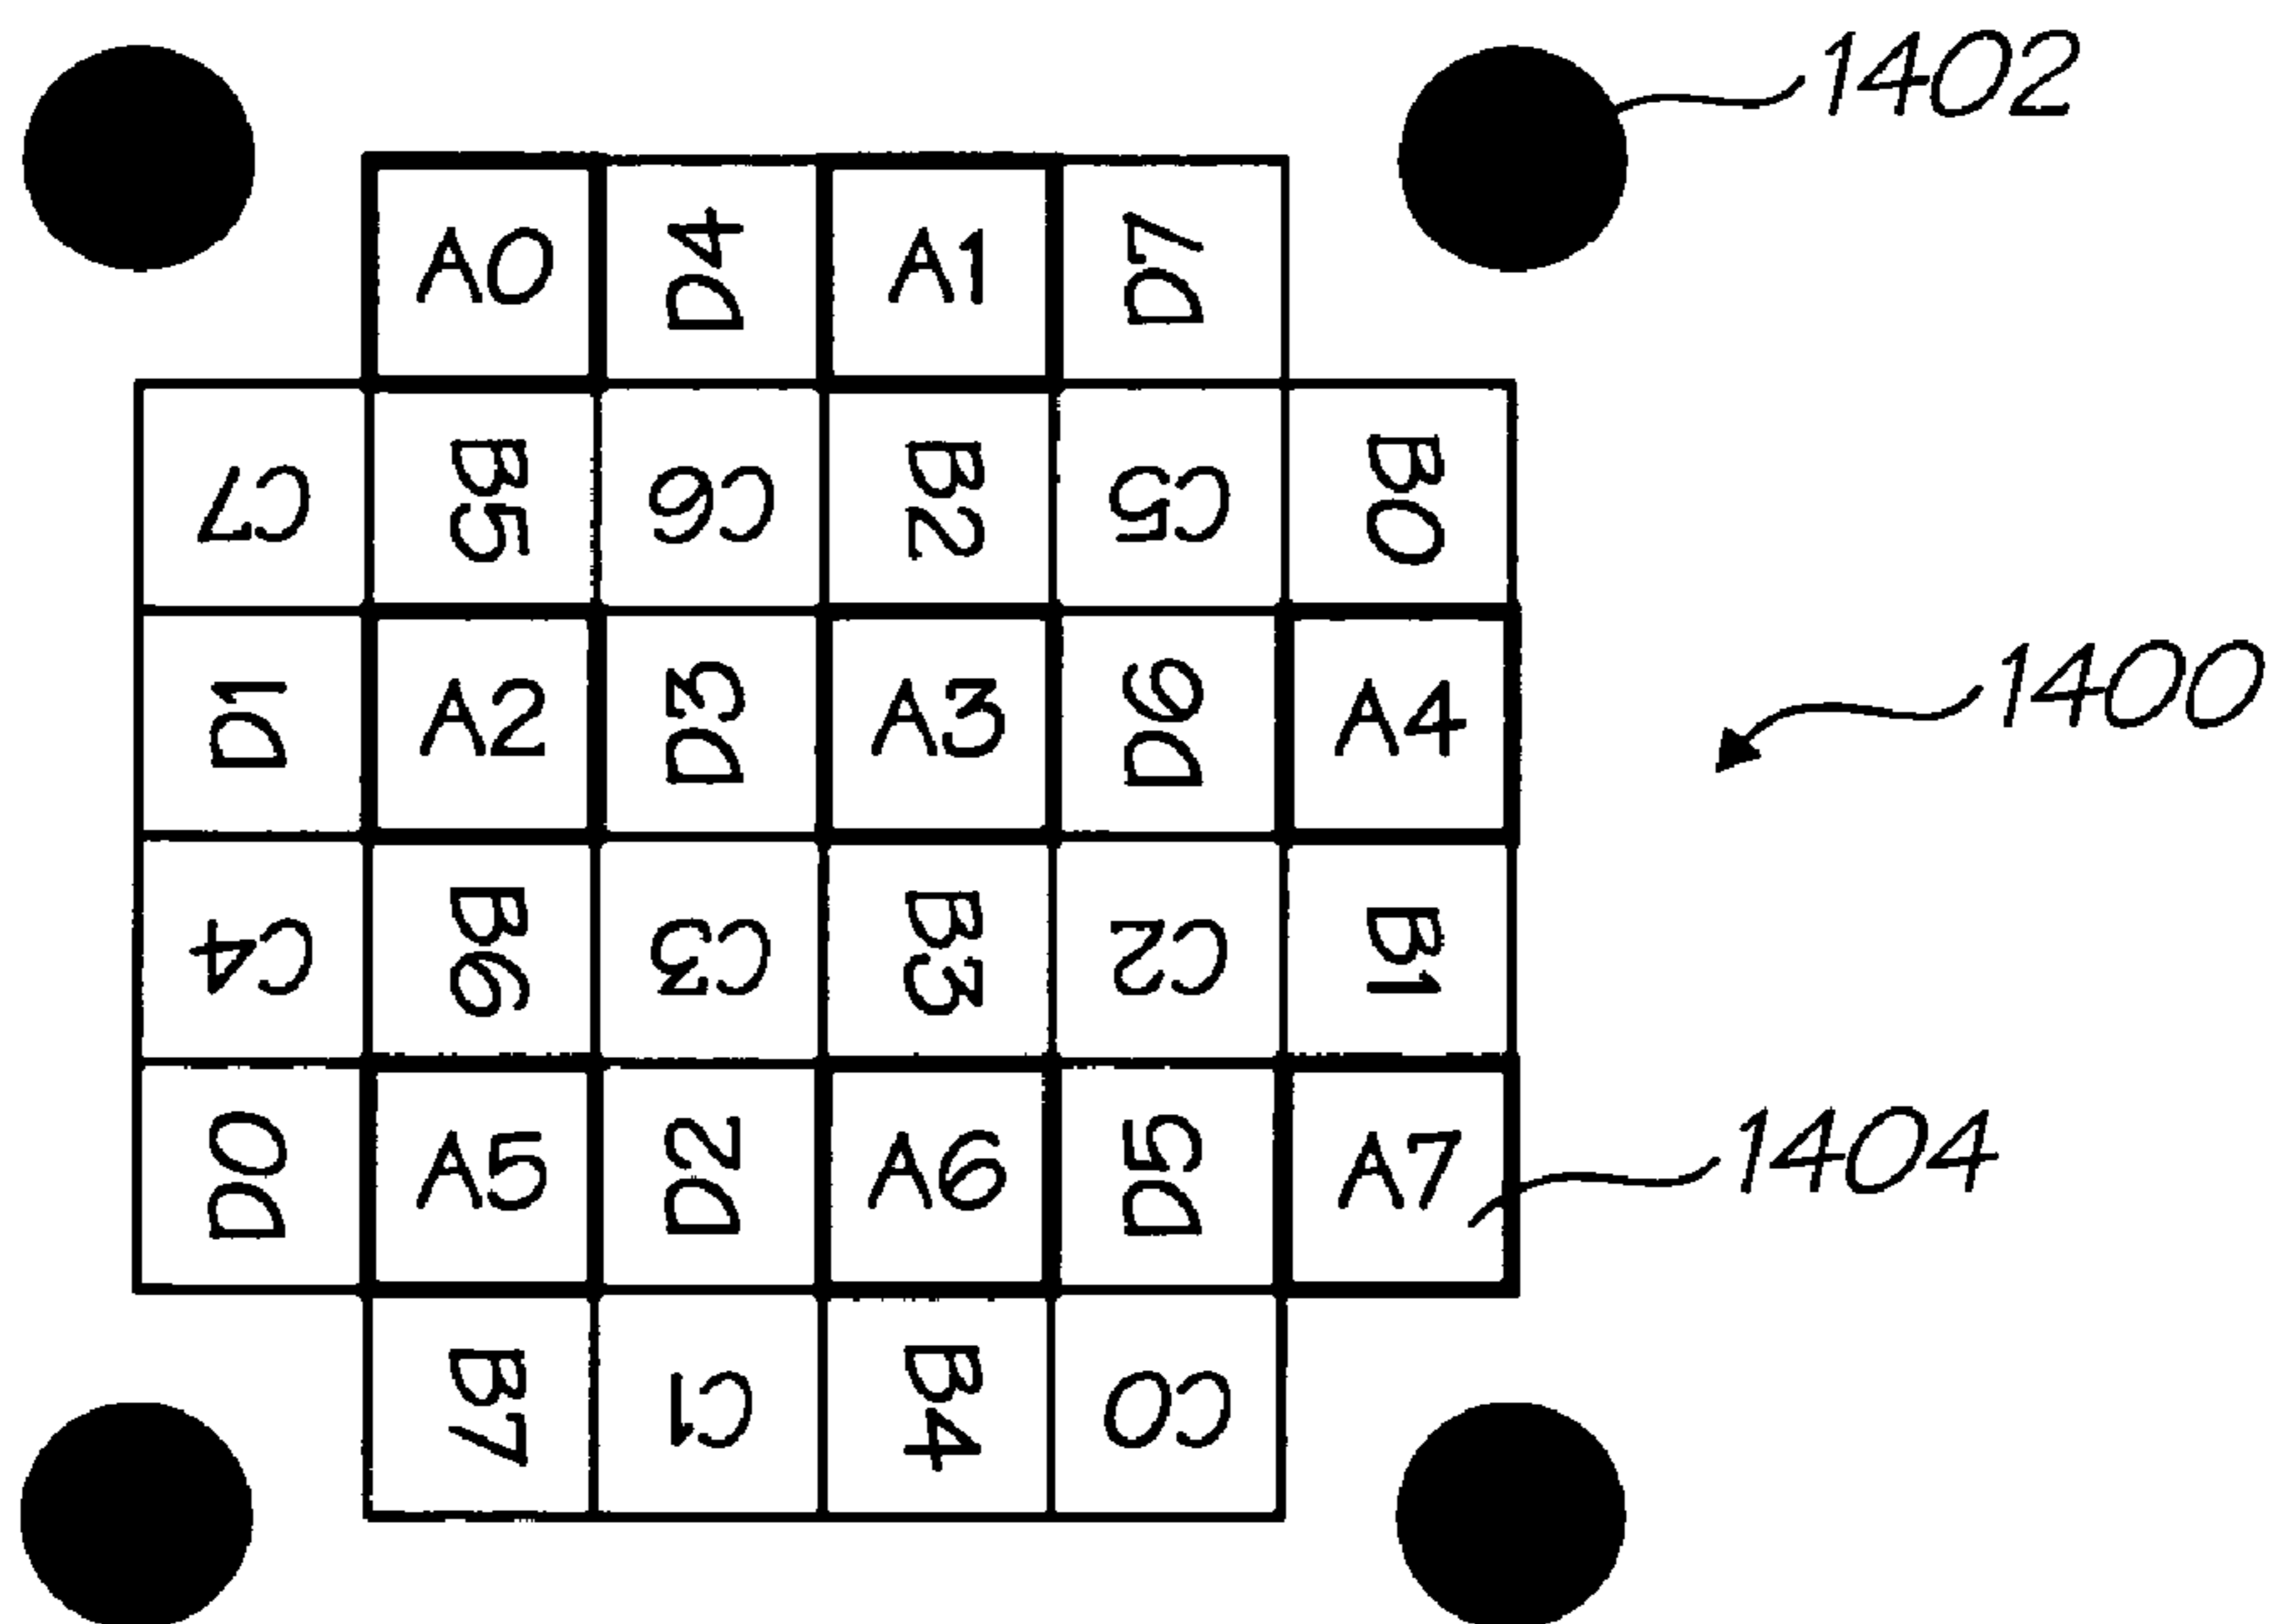 1402
A0 D4 A1 D7
C7 B5 C6 B2 C5 B0
D1 A2 D3 A3 D6 A4
1400
C4 B6 C3 B3 C2 B1
D0 A5 D2 A6 D5 A7
1404
B7 C1 B4 C0